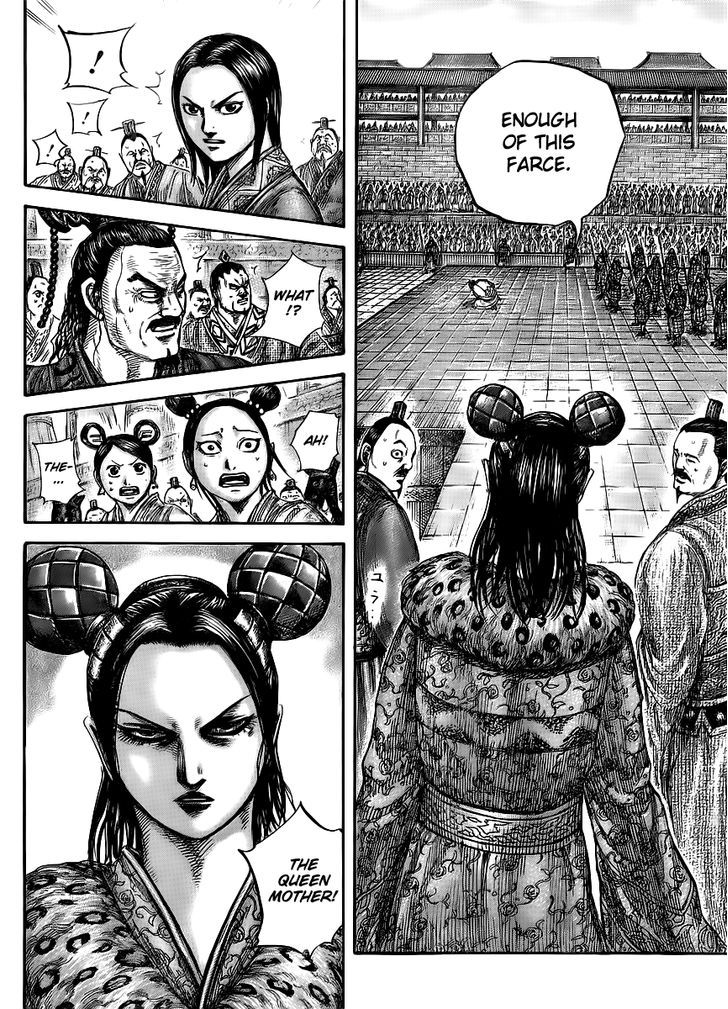 ENOUGH
OF THIS
FARCE.
ユラ
!
!
!
WHAT
!?
AH!
THE-
...
THE
QUEEN
MOTHER!